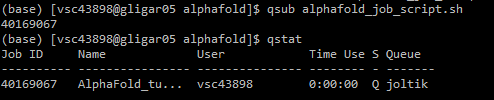 (base) [vsc43898@gligar05 alphafold]$ qsub alphafold_job_script.sh
40169067
(base) [vsc43898@gligar05 alphafold]$ qstat
Job ID Name User Time Use S Queue
---------- ---------------- --------------- -------- - -----
40169067 AlphaFold_tu... vsc43898 0:00:00 Q joltik